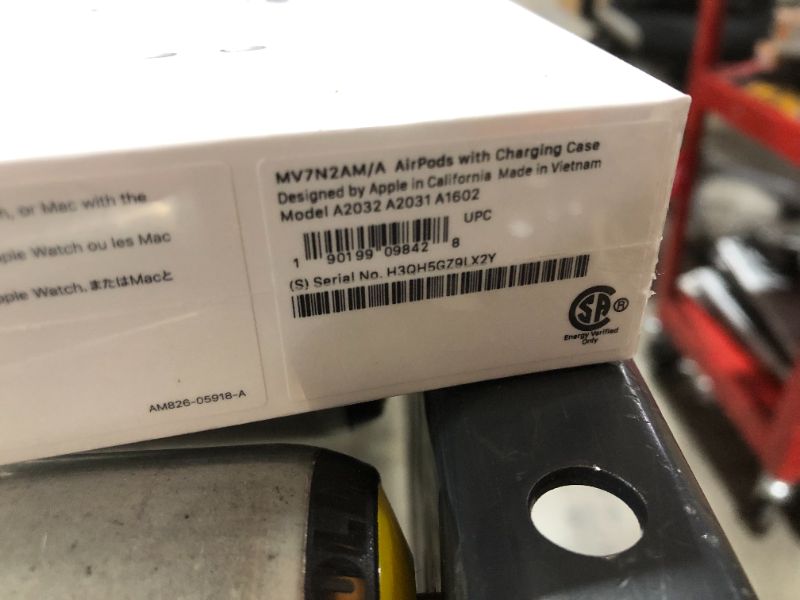 h, or Mac with the
ple Watch ou les Mac
pple Watch. またはMacと
AM826-05918-A
MV7N2AM/A AirPods with Charging Case
Designed by Apple in California Made in Vietnam
Model A2032 A2031 A1602
UPC
1 90199 09842 8
(S) Serial No. H3QH5GZ9LX2Y
CSA ®
Energy Verified
Only